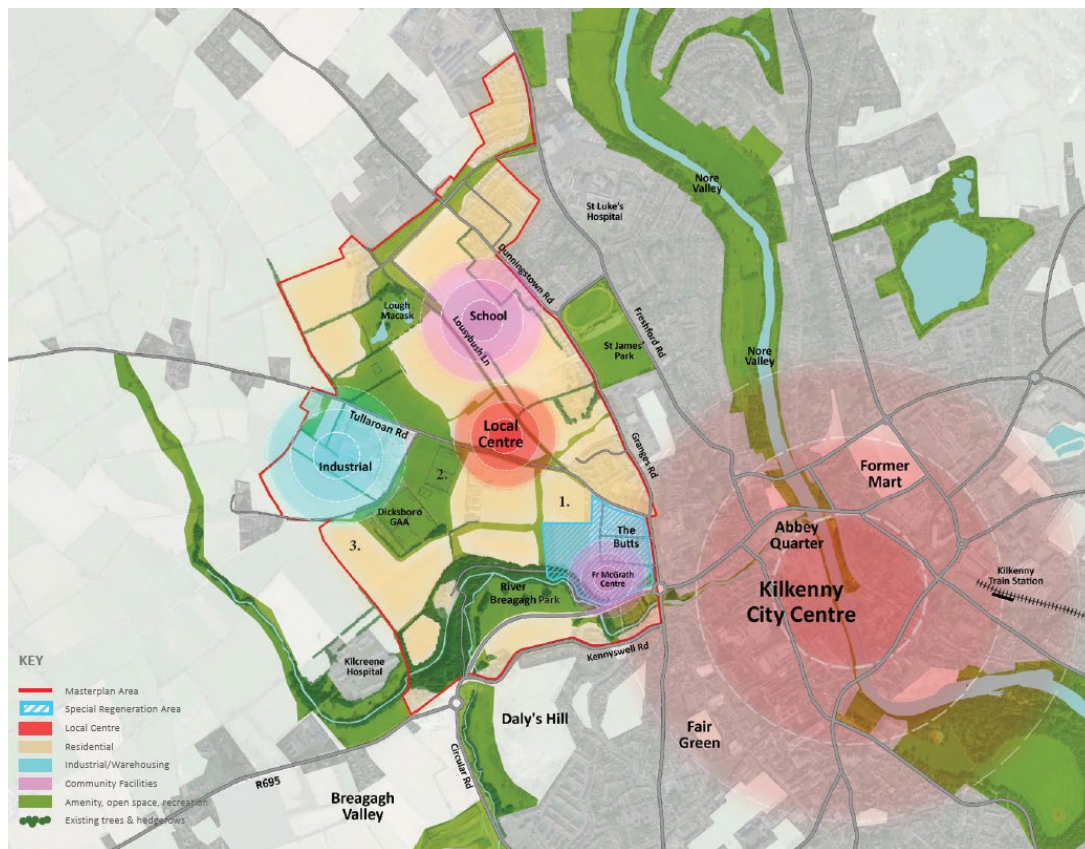 Nore
Valley
St Luke's
Hospital
Dunningstown Rd
Freshford Rd
Lough
Macask
School
Lousybush Ln
St James'
Park
Nore
Valley
Tullaroan Rd
Local
Centre
Granges Rd
Industrial
2.
Former
Mart
1.
Dicksboro
GAA
The
Butts
Abbey
Quarter
3.
Fr McGrath
Centre
Kilkenny
Train Station
River
Breagagh Park
Kilkenny
City Centre
Kennyswell Rd
KEY
Kilcreene
Hospital
Masterplan Area
Special Regeneration Area
Local Centre
Residential
Industrial/Warehousing
Community Facilities
Amenity, open space, recreation
Existing trees & hedgerows
Daly's Hill
Fair
Green
Circular Rd
R695
Breagagh
Valley